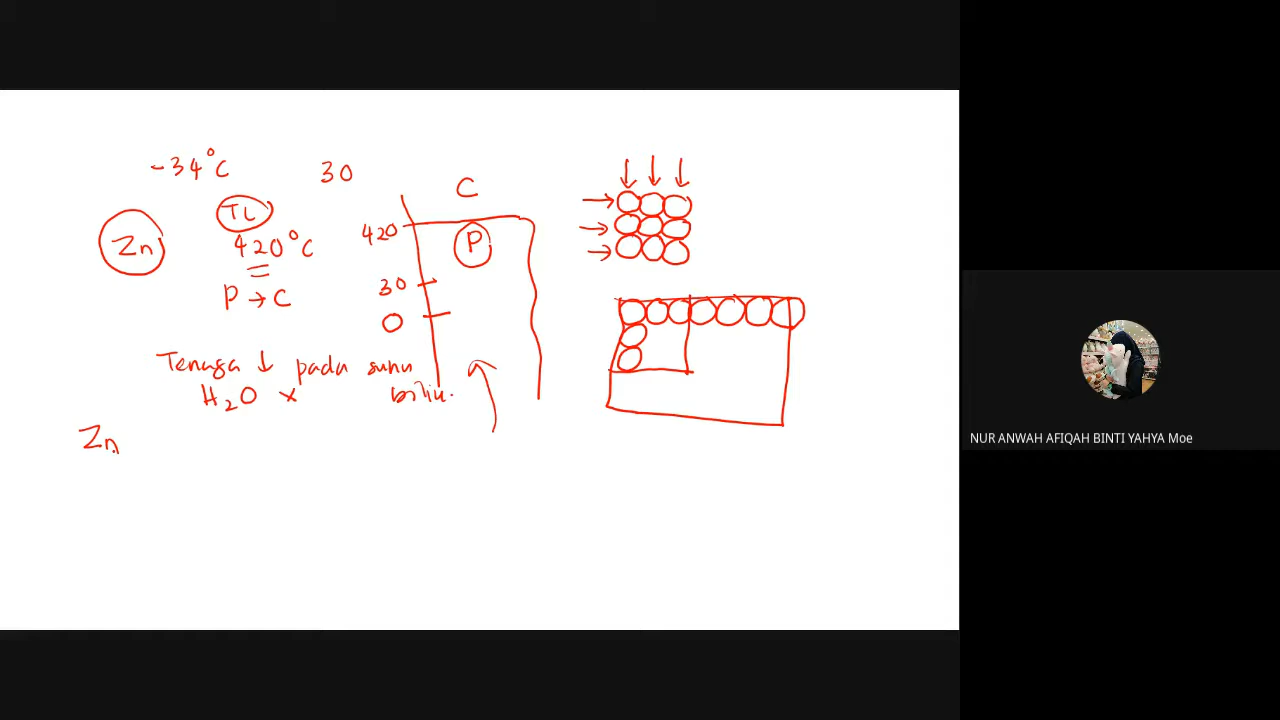 -34°C
30
C
TL
Zn
420°C
P → C
420
P
30
0
Tenaga ↓ pada suhu
H₂O x
bilik.
Zn
NUR ANWAH AFIQAH BINTI YAHYA Moe